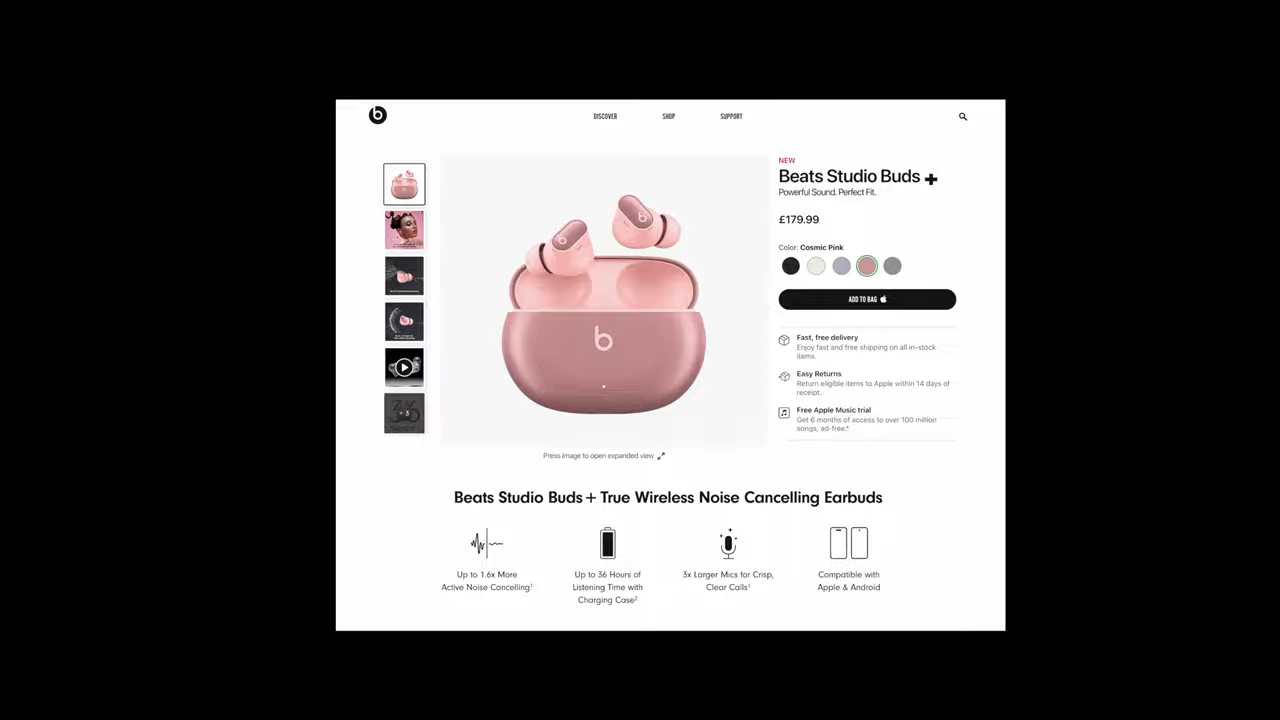 DISCOVER SHOP SUPPORT
NEW
Beats Studio Buds +
Powerful Sound. Perfect Fit.
£179.99
Color: Cosmic Pink
ADD TO BAG
Fast, free delivery
Enjoy fast and free shipping on all in-stock
items.
Easy Returns
Return eligible items to Apple within 14 days of
receipt.
Free Apple Music trial
Get 6 months of access to over 100 million
songs, ad-free.*
+ 3
Press image to open expanded view
Beats Studio Buds + True Wireless Noise Cancelling Earbuds
Up to 1.6x More
Active Noise Cancelling¹
Up to 36 Hours of
Listening Time with
Charging Case²
3x Larger Mics for Crisp,
Clear Calls¹
Compatible with
Apple & Android